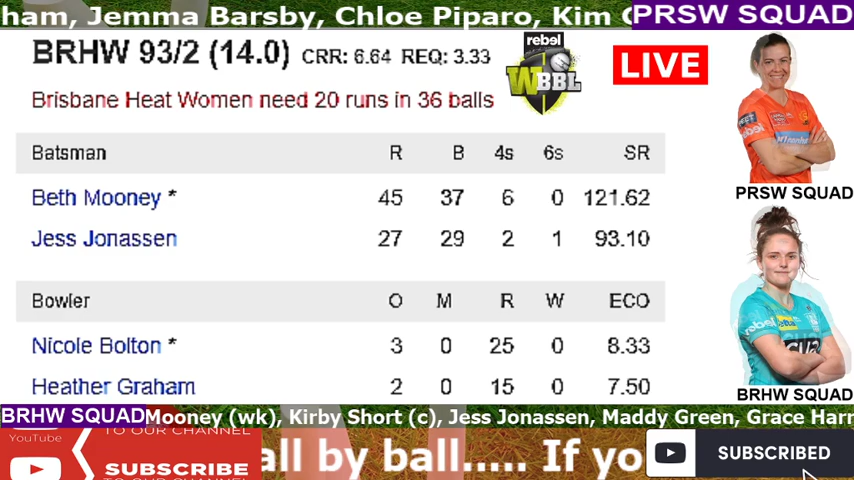 ham, Jemma Barsby, Chloe Piparo, Kim
PRSW SQUAD
BRHW 93/2 (14.0) CRR: 6.64 REQ: 3.33
rebel
WBBL
LIVE
Brisbane Heat Women need 20 runs in 36 balls
Batsman R B 4s 6s SR
Beth Mooney * 45 37 6 0 121.62
Jess Jonassen 27 29 2 1 93.10
PRSW SQUAD
Bowler O M R W ECO
Nicole Bolton * 3 0 25 0 8.33
Heather Graham 2 0 15 0 7.50
BRHW SQUAD
BRHW SQUAD Mooney (wk), Kirby Short (c), Jess Jonassen, Maddy Green, Grace Harr
YouTube
TO OUR CHANNEL
SUBSCRIBE
TO OUR CHANNEL
all by ball..... If yo
SUBSCRIBED